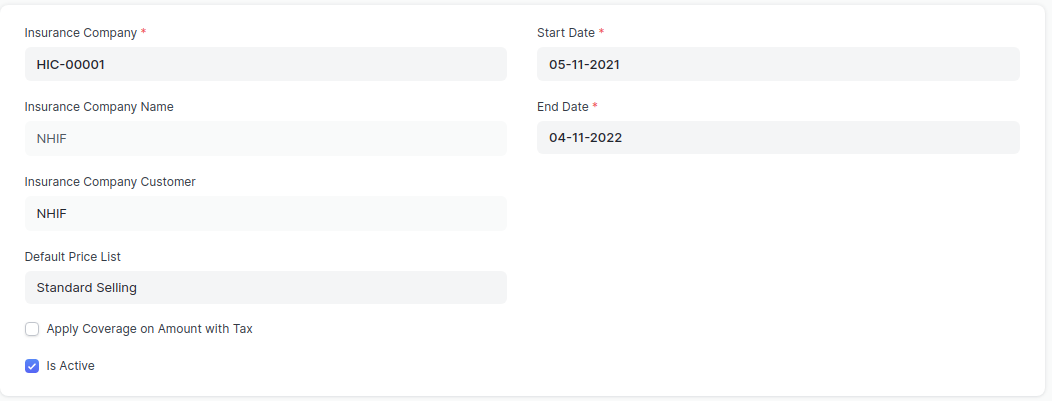 Insurance Company *
HIC-00001
Insurance Company Name
NHIF
Insurance Company Customer
NHIF
Default Price List
Standard Selling
Apply Coverage on Amount with Tax
Is Active
Start Date *
05-11-2021
End Date *
04-11-2022